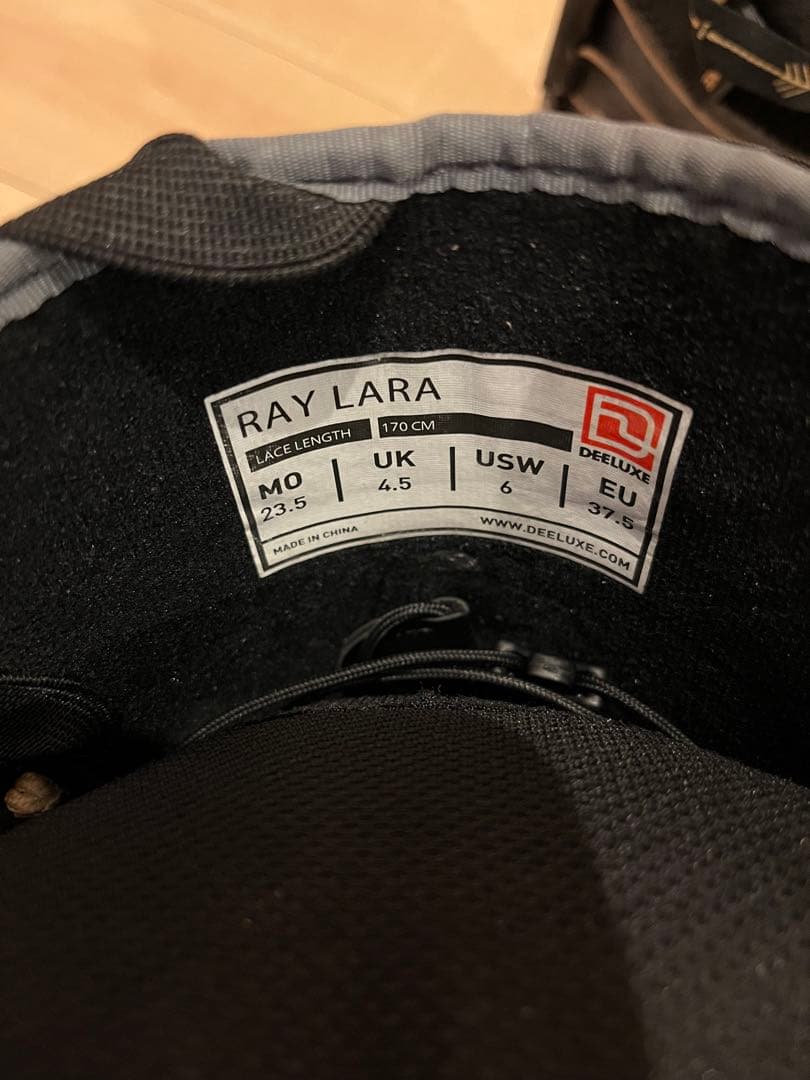 RAY LARA
LACE LENGTH 170 CM
DEELUXE
MO UK USW EU
23.5 4.5 6 37.5
MADE IN CHINA WWW.DEELUXE.COM